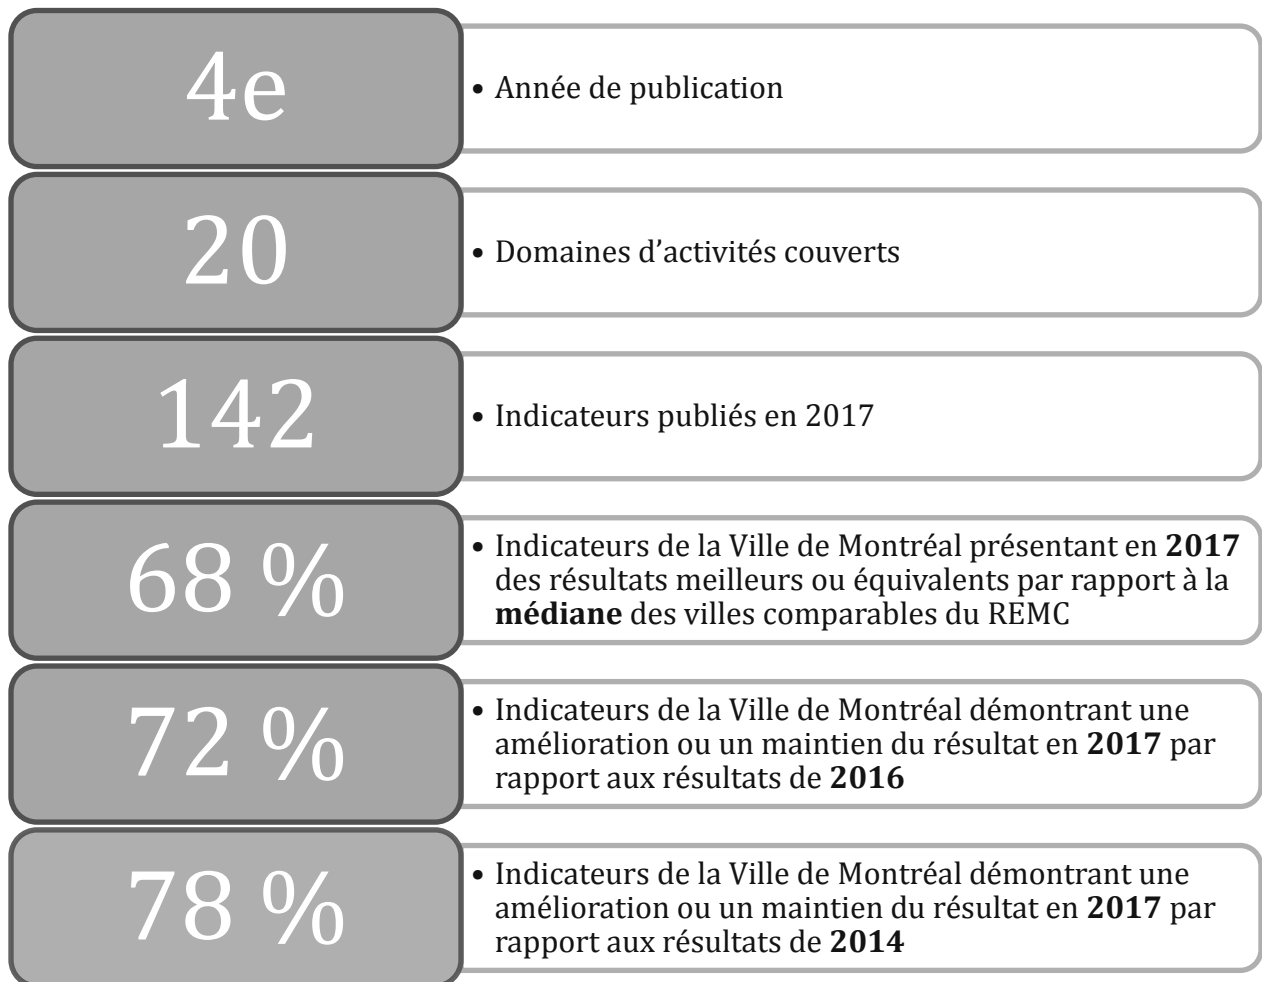 4e
• Année de publication
20
• Domaines d’activités couverts
142
• Indicateurs publiés en 2017
68 %
• Indicateurs de la Ville de Montréal présentant en 2017
des résultats meilleurs ou équivalents par rapport à la
médiane des villes comparables du REMC
72 %
• Indicateurs de la Ville de Montréal démontrant une
amélioration ou un maintien du résultat en 2017 par
rapport aux résultats de 2016
78 %
• Indicateurs de la Ville de Montréal démontrant une
amélioration ou un maintien du résultat en 2017 par
rapport aux résultats de 2014